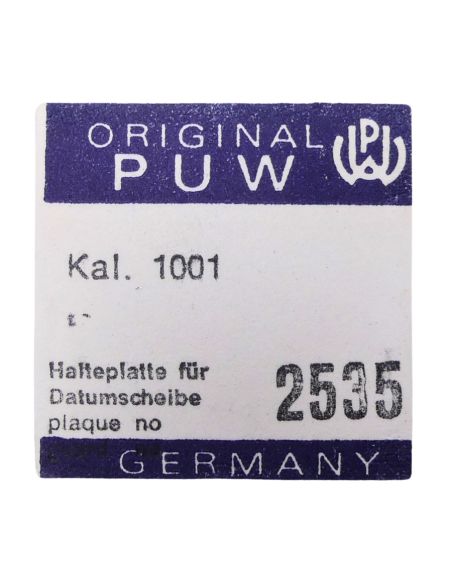 ORIGINAL
PUW
Kal. 1001
Halteplatte für
Datumscheibe
plaque no
2535
GERMANY